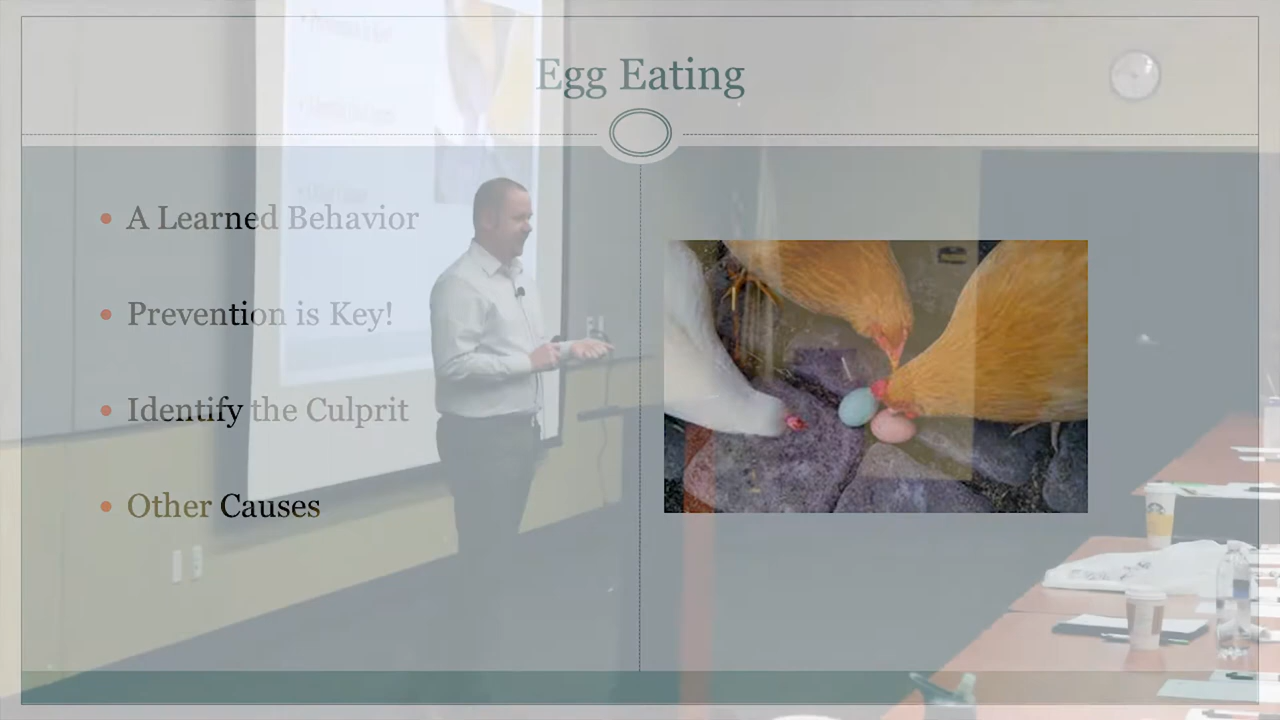 Egg Eating
A Learned Behavior
Prevention is Key!
Identify the Culprit
Other Causes